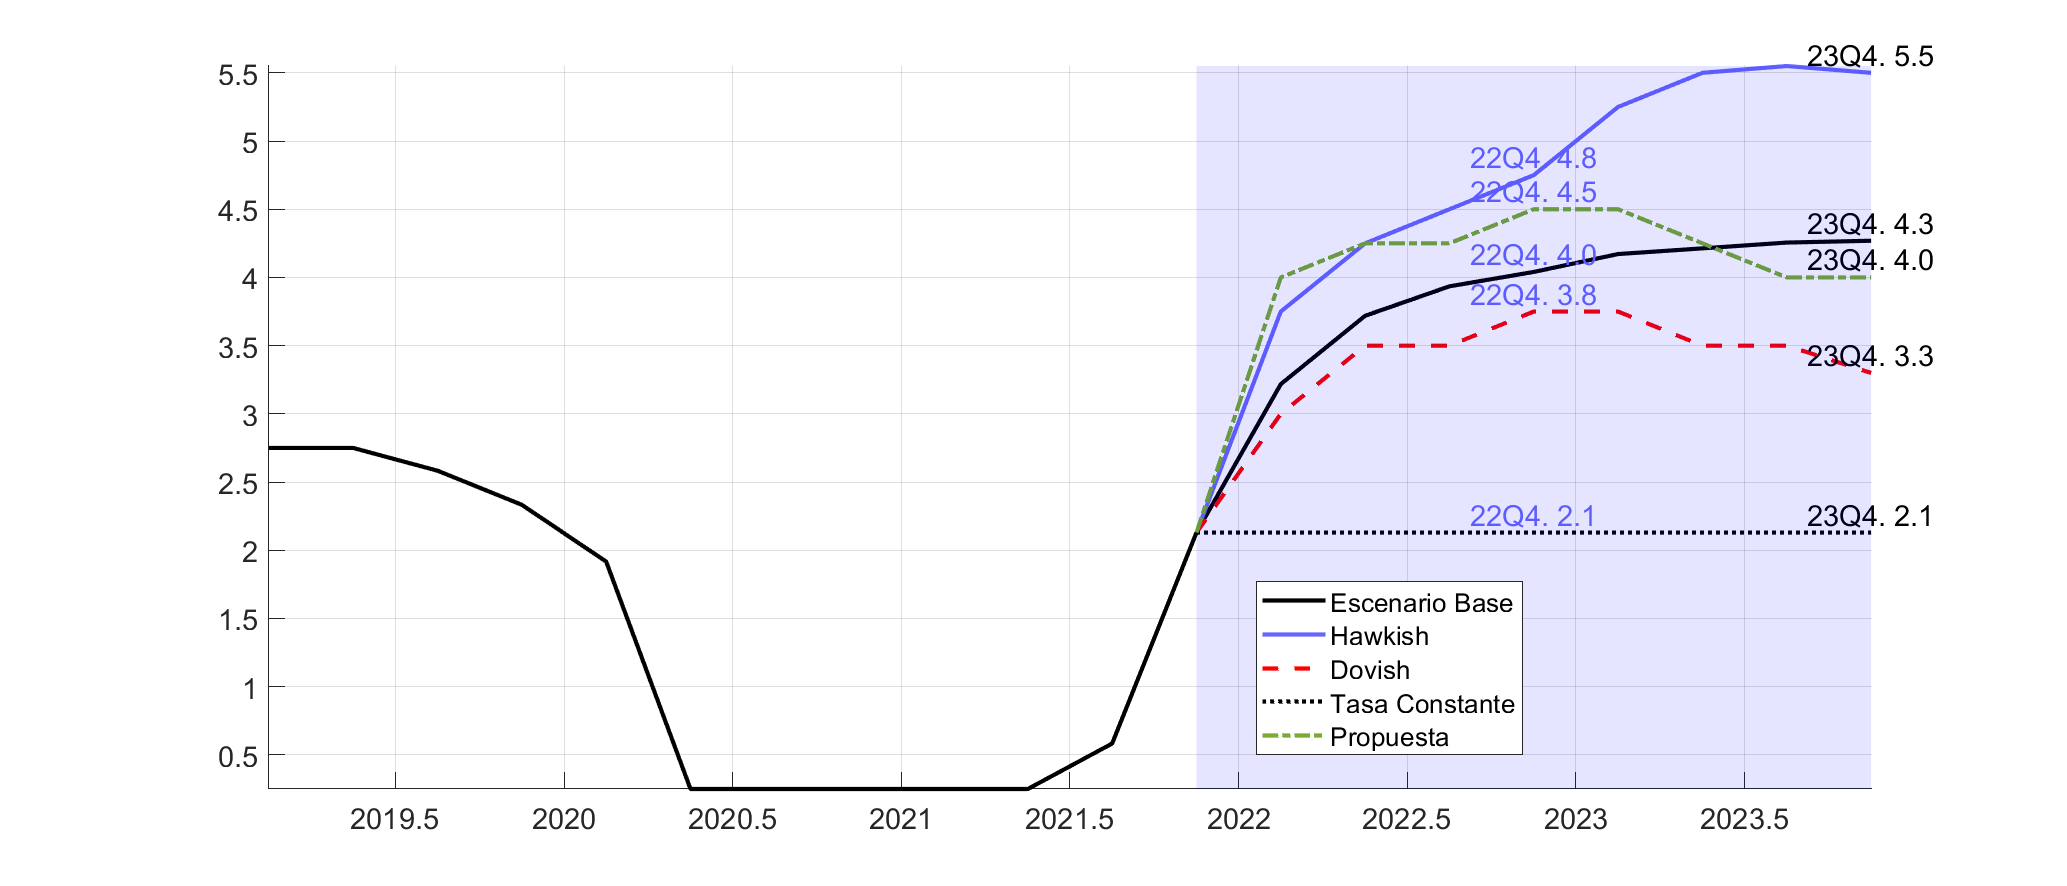 5.5
5
4.5
4
3.5
3
2.5
2
1.5
1
0.5
23Q4. 5.5
22Q4. 4.8
22Q4. 4.5
23Q4. 4.3
22Q4. 4.0
23Q4. 4.0
22Q4. 3.8
23Q4. 3.3
22Q4. 2.1
23Q4. 2.1
Escenario Base
Hawkish
Dovish
Tasa Constante
Propuesta
2019.5
2020
2020.5
2021
2021.5
2022
2022.5
2023
2023.5